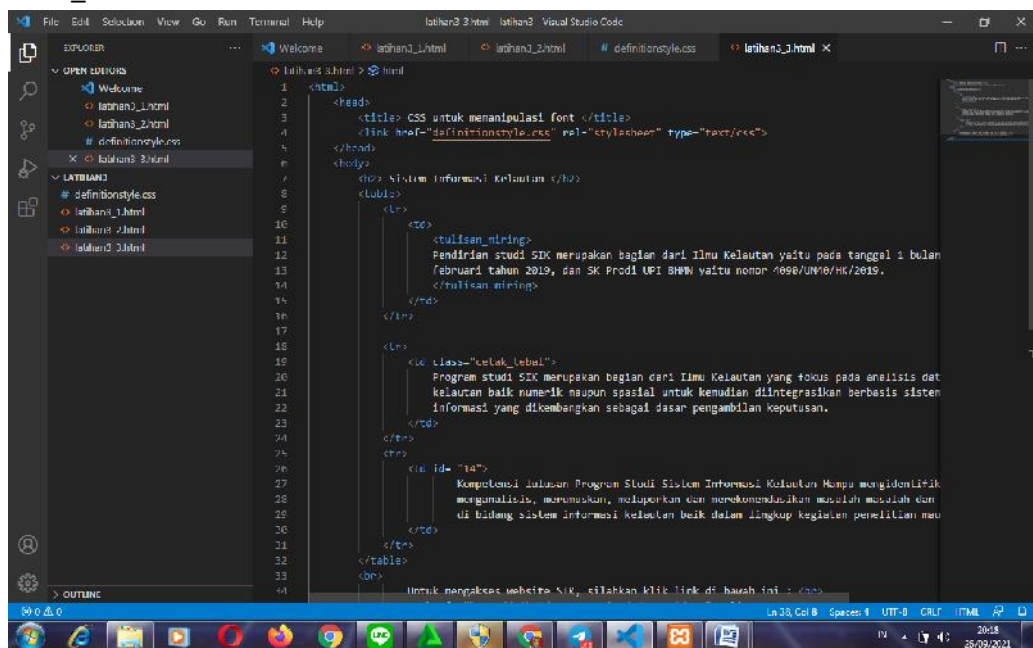 File Edit Selection View Go Run Terminal Help latihan3_3.html - latihan3 - Visual Studio Code
EXPLORER
OPEN EDITORS
Welcome
latihan3_1.html
latihan3_2.html
# definitionstyle.css
latihan3_3.html
LATIHAN3
# definitionstyle.css
latihan3_1.html
latihan3_2.html
latihan3_3.html
OUTLINE
Welcome latihan3_1.html latihan3_2.html # definitionstyle.css latihan3_3.html
latihan3_3.html > html
1 <html>
2 <head>
3 <title> CSS untuk memanipulasi font </title>
4 <link href="definitionstyle.css" rel="stylesheet" type="text/css">
5 </head>
6 <body>
7 <h2> Sistem Informasi Kelautan </h2>
8 <table>
9 <tr>
10 <td>
11 <tulisan_miring>
12 Pendirian studi SIK merupakan bagian dari Ilmu Kelautan yaitu pada tanggal 1 bulan
13 februari tahun 2019, dan SK Prodi UPI BHMN yaitu nomor 4090/UN40/HK/2019.
14 </tulisan_miring>
15 </td>
16 </tr>
17
18 <tr>
19 <td class="cetak_tebal">
20 Program studi SIK merupakan bagian dari Ilmu Kelautan yang fokus pada analisis dat
21 kelautan baik numerik maupun spasial untuk kemudian diintegrasikan berbasis sistem
22 informasi yang dikembangkan sebagai dasar pengambilan keputusan.
23 </td>
24 </tr>
25 <tr>
26 <td id= "14">
27 Kompetensi lulusan Program Studi Sistem Informasi Kelautan Mampu mengidentifik
28 menganalisis, merumuskan, melaporkan dan merekomendasikan masalah masalah dan
29 di bidang sistem informasi kelautan baik dalam lingkup kegiatan penelitian mau
30 </td>
31 </tr>
32 </table>
33 <br>
34 Untuk mengakses website SIK, silahkan klik link di bawah ini : <br>
0 0 Ln 38, Col 8 Spaces: 4 UTF-8 CRLF HTML
IN 20:18
26/09/2021